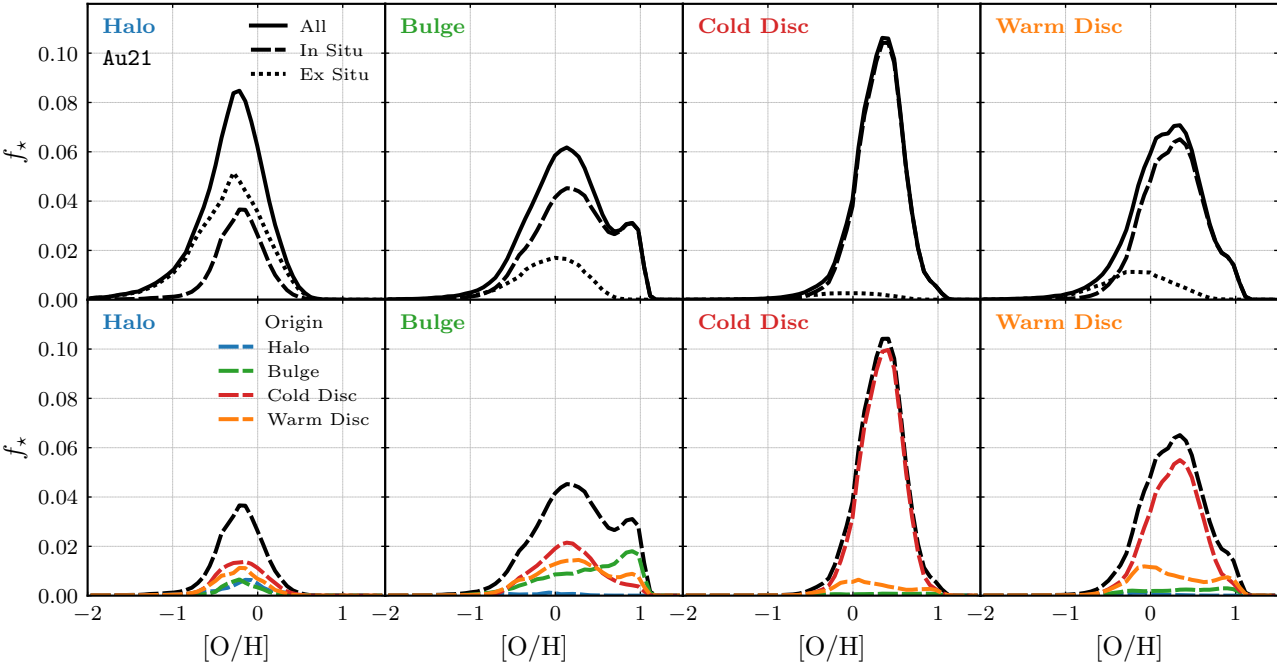 Halo
Au21
All
In Situ
Ex Situ
Bulge
Cold Disc
Warm Disc
0.10
0.08
0.06
0.04
0.02
0.00
f⋆
Halo
Origin
Halo
Bulge
Cold Disc
Warm Disc
Bulge
Cold Disc
Warm Disc
0.10
0.08
0.06
0.04
0.02
0.00
f⋆
−2 −1 0 1 −2 −1 0 1 −2 −1 0 1 −2 −1 0 1
[O/H] [O/H] [O/H] [O/H]